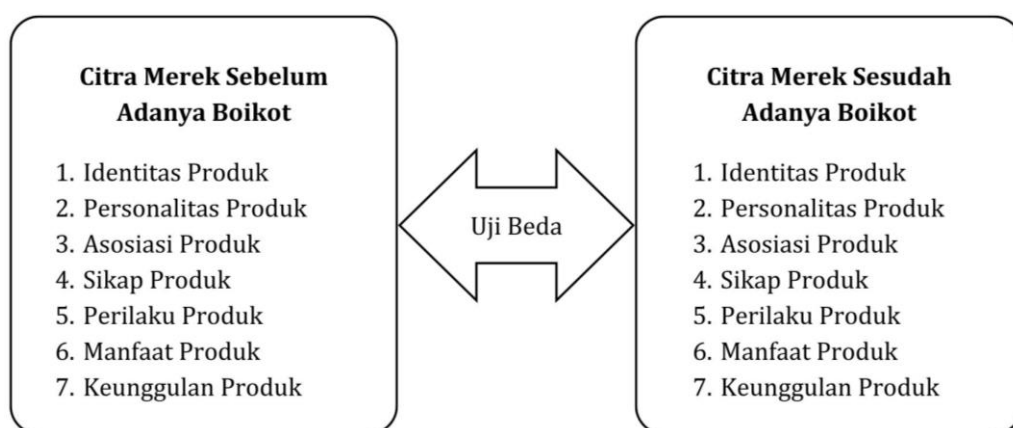 Citra Merek Sebelum
Adanya Boikot
1. Identitas Produk
2. Personalitas Produk
3. Asosiasi Produk
4. Sikap Produk
5. Perilaku Produk
6. Manfaat Produk
7. Keunggulan Produk
Uji Beda
Citra Merek Sesudah
Adanya Boikot
1. Identitas Produk
2. Personalitas Produk
3. Asosiasi Produk
4. Sikap Produk
5. Perilaku Produk
6. Manfaat Produk
7. Keunggulan Produk